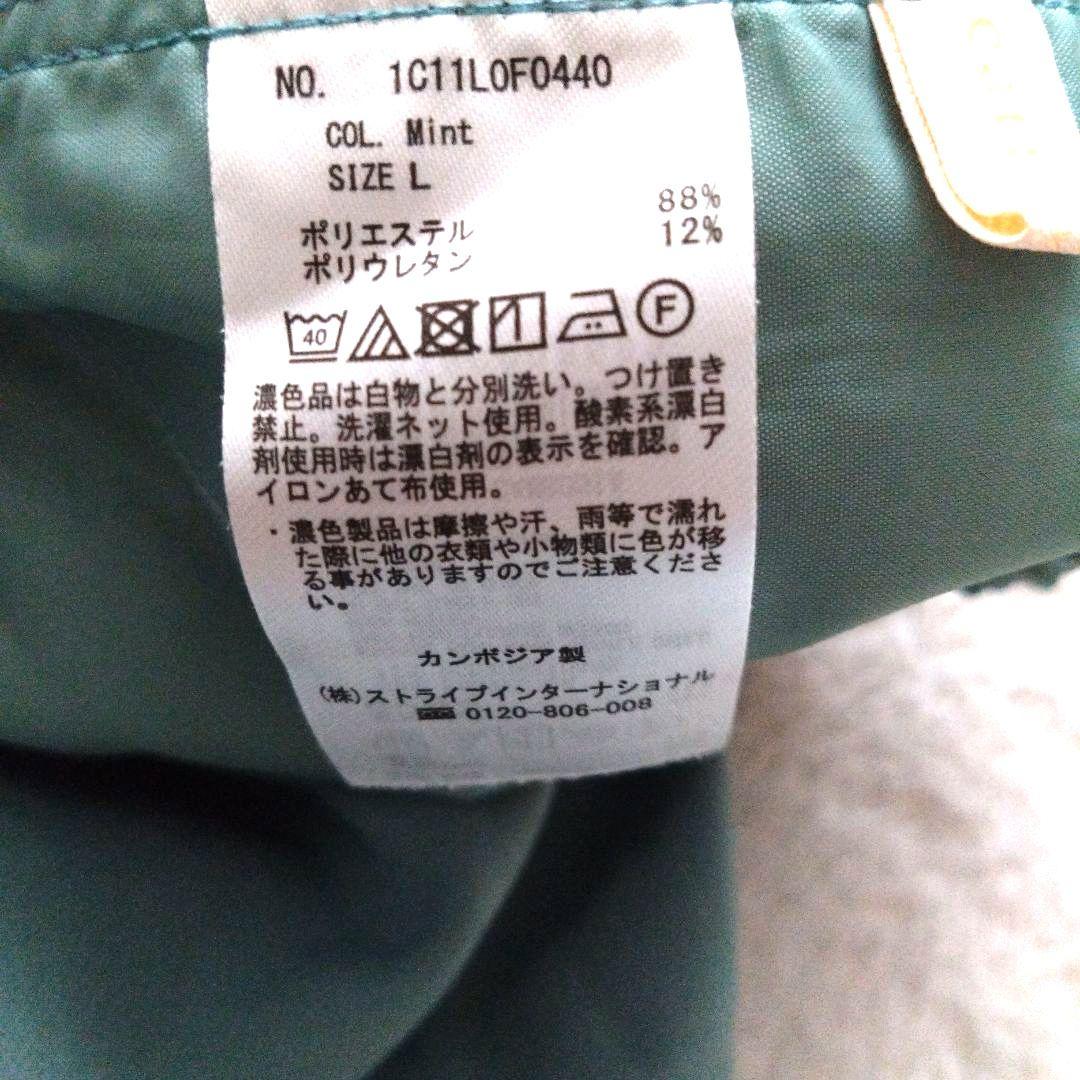 NO. 1C11L0F0440
COL. Mint
SIZE L
ポリエステル 88%
ポリウレタン 12%
40
F
濃色品は白物と分別洗い。つけ置き
禁止。洗濯ネット使用。酸素系漂白
剤使用時は漂白剤の表示を確認。ア
イロンあて布使用。
・濃色製品は摩擦や汗、雨等で濡れ
た際に他の衣類や小物類に色が移
る事がありますのでご注意くださ
い。
カンボジア製
(株)ストライプインターナショナル
0120-806-008